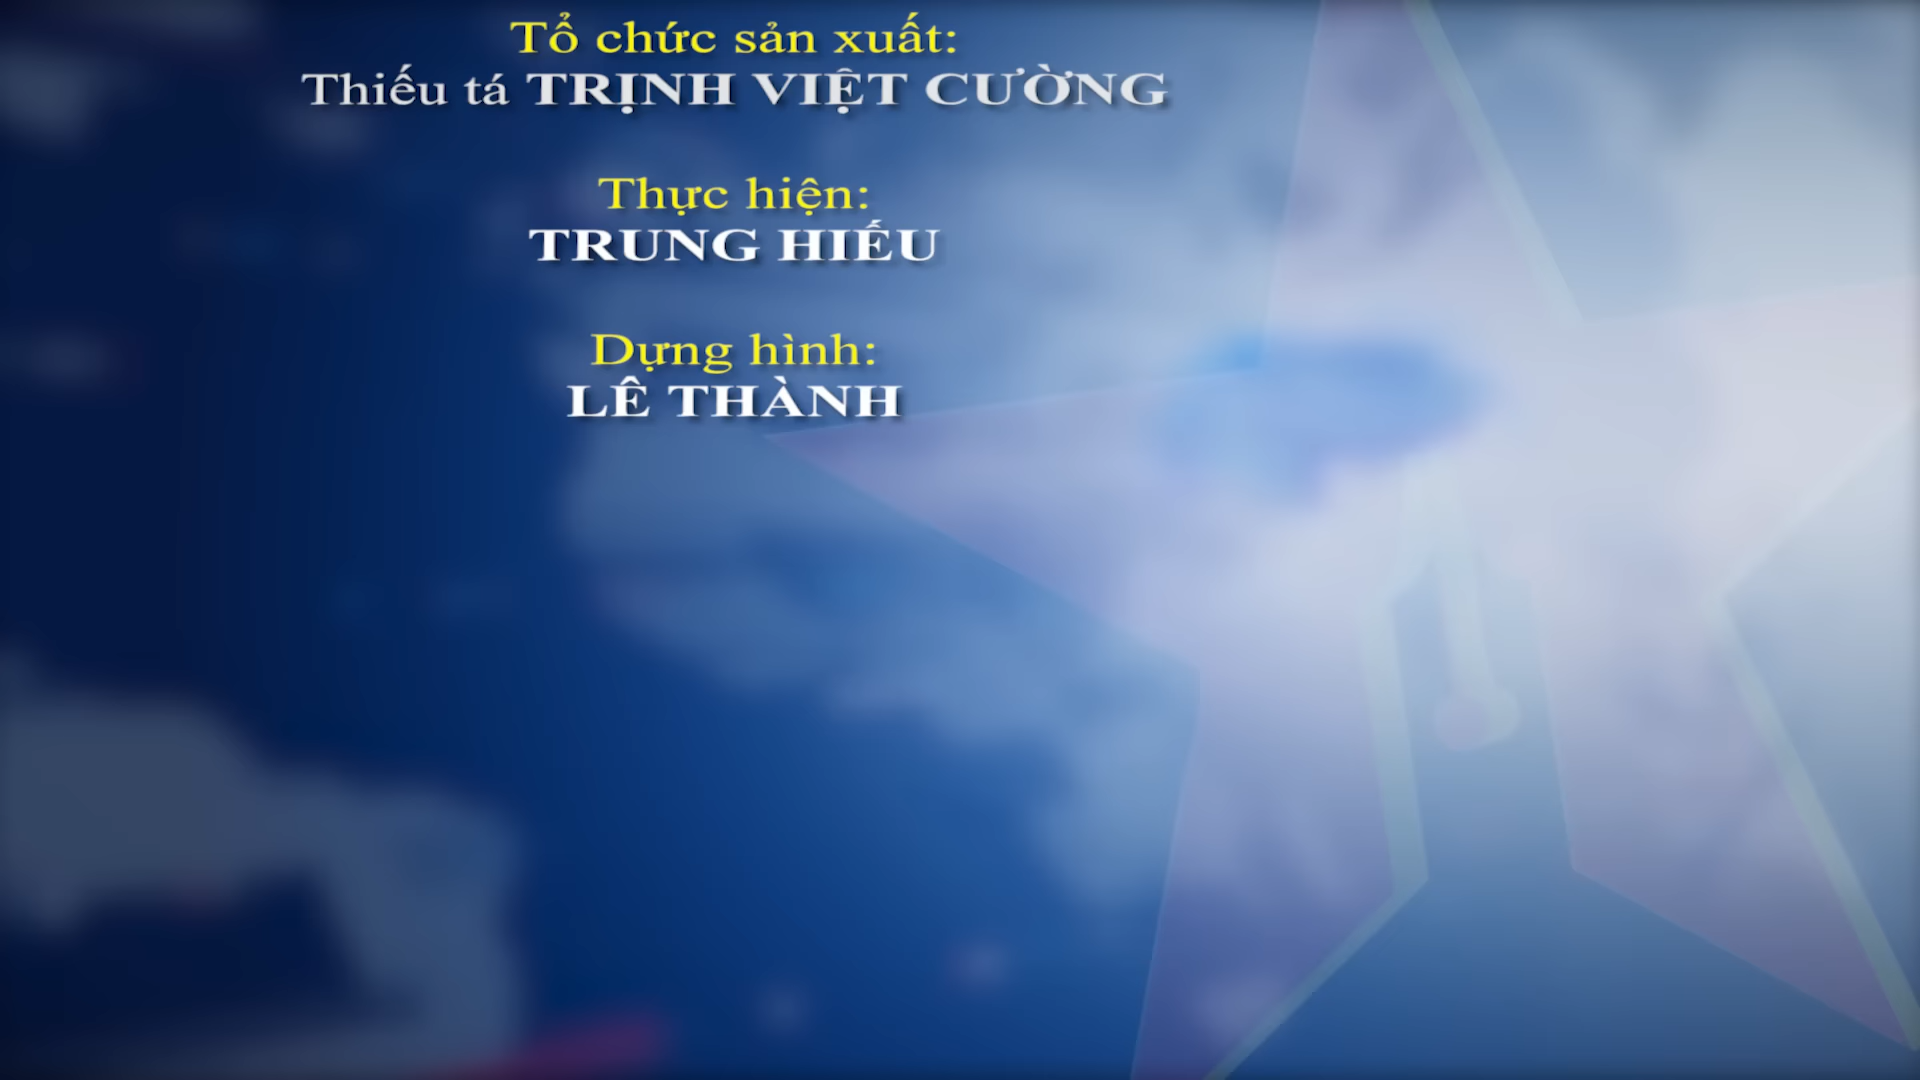 Tổ chức sản xuất:
Thiếu tá TRỊNH VIỆT CƯỜNG
Thực hiện:
TRUNG HIẾU
Dựng hình:
LÊ THÀNH